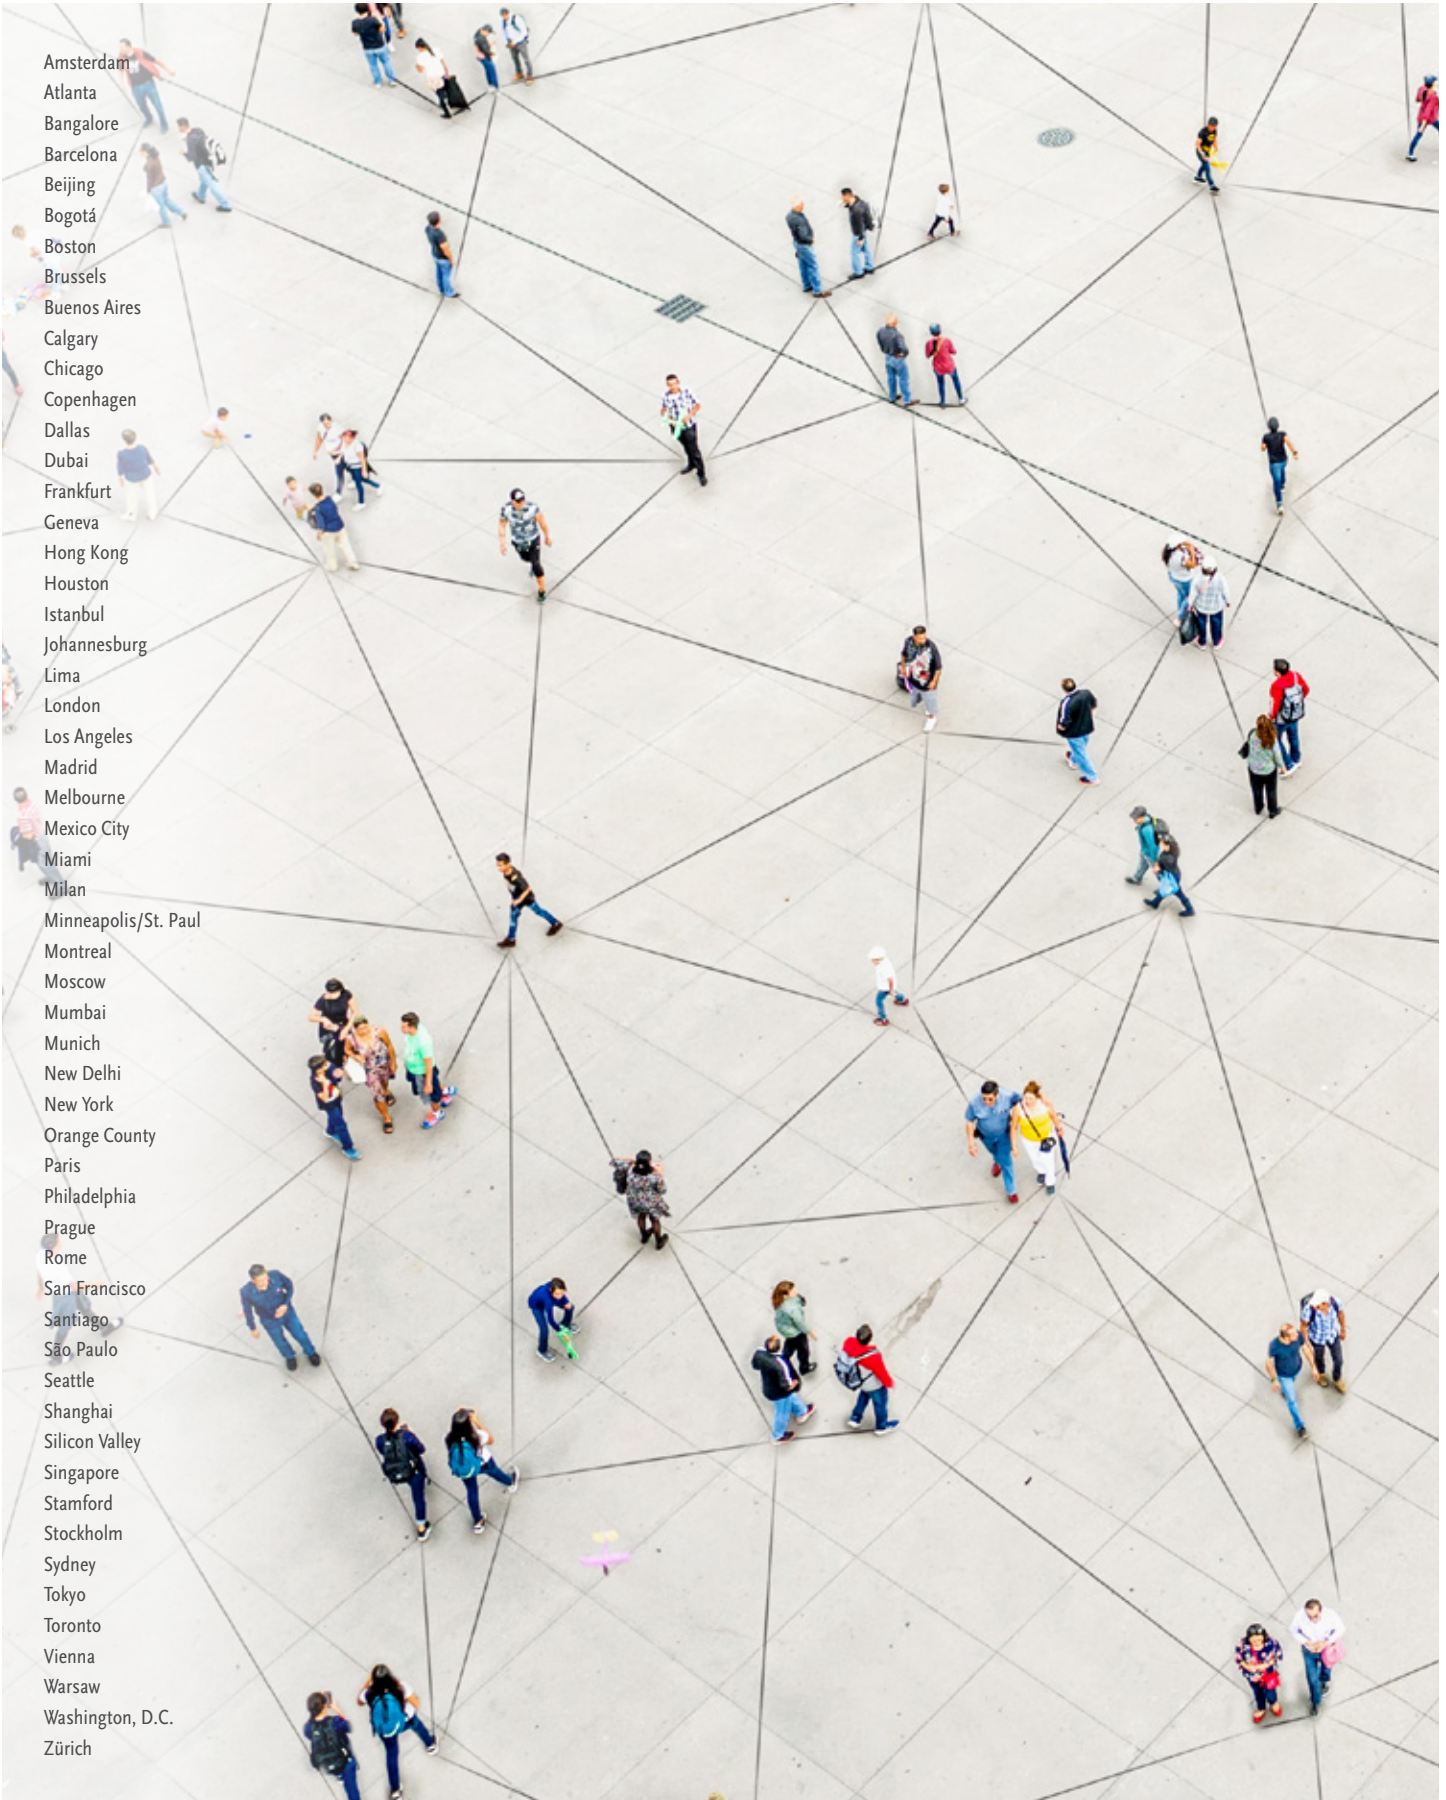 Amsterdam
Atlanta
Bangalore
Barcelona
Beijing
Bogotá
Boston
Brussels
Buenos Aires
Calgary
Chicago
Copenhagen
Dallas
Dubai
Frankfurt
Geneva
Hong Kong
Houston
Istanbul
Johannesburg
Lima
London
Los Angeles
Madrid
Melbourne
Mexico City
Miami
Milan
Minneapolis/St. Paul
Montreal
Moscow
Mumbai
Munich
New Delhi
New York
Orange County
Paris
Philadelphia
Prague
Rome
San Francisco
Santiago
São Paulo
Seattle
Shanghai
Silicon Valley
Singapore
Stamford
Stockholm
Sydney
Tokyo
Toronto
Vienna
Warsaw
Washington, D.C.
Zürich